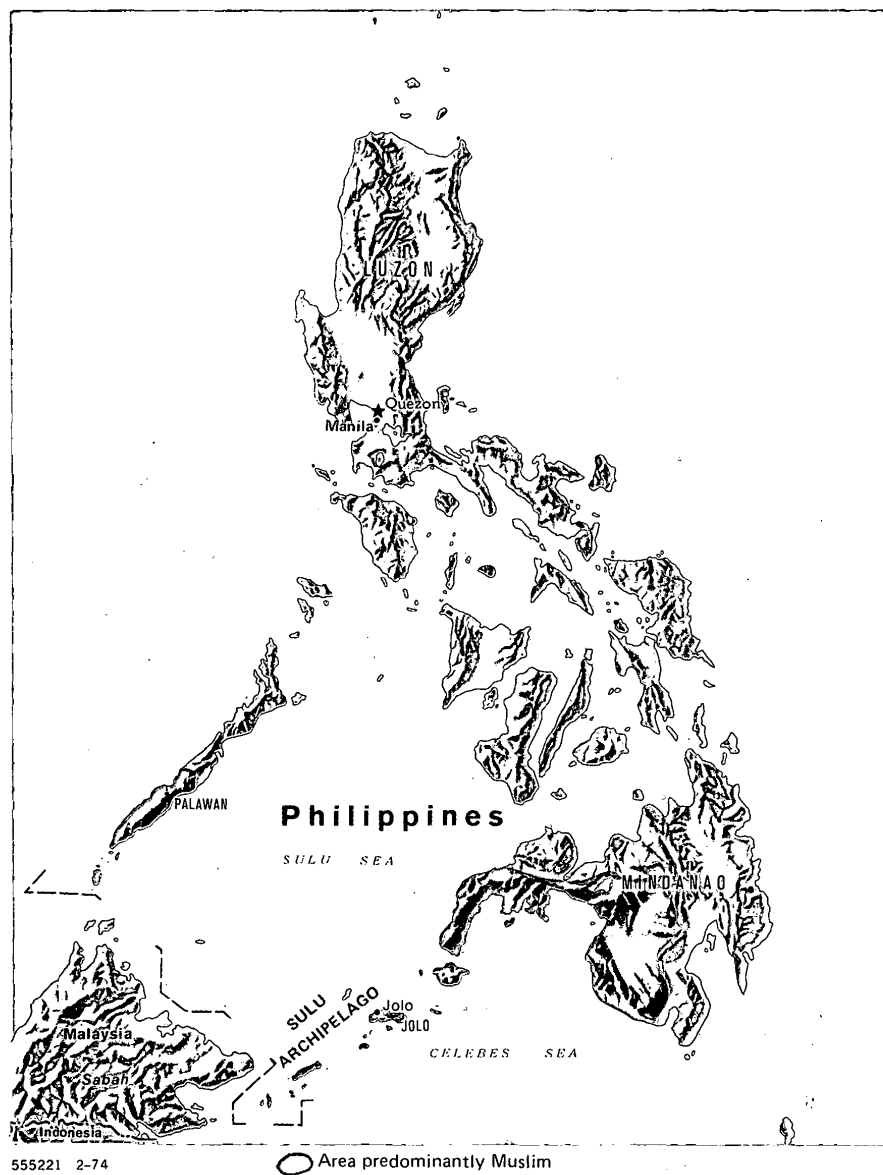 LUZON
Quezon
Manila
PALAWAN
Philippines
SULU SEA
MINDANAO
SULU
ARCHIPELAGO
Jolo
JOLO
CELEBES SEA
Malaysia
Sabah
Indonesia
555221 2-74
Area predominantly Muslim